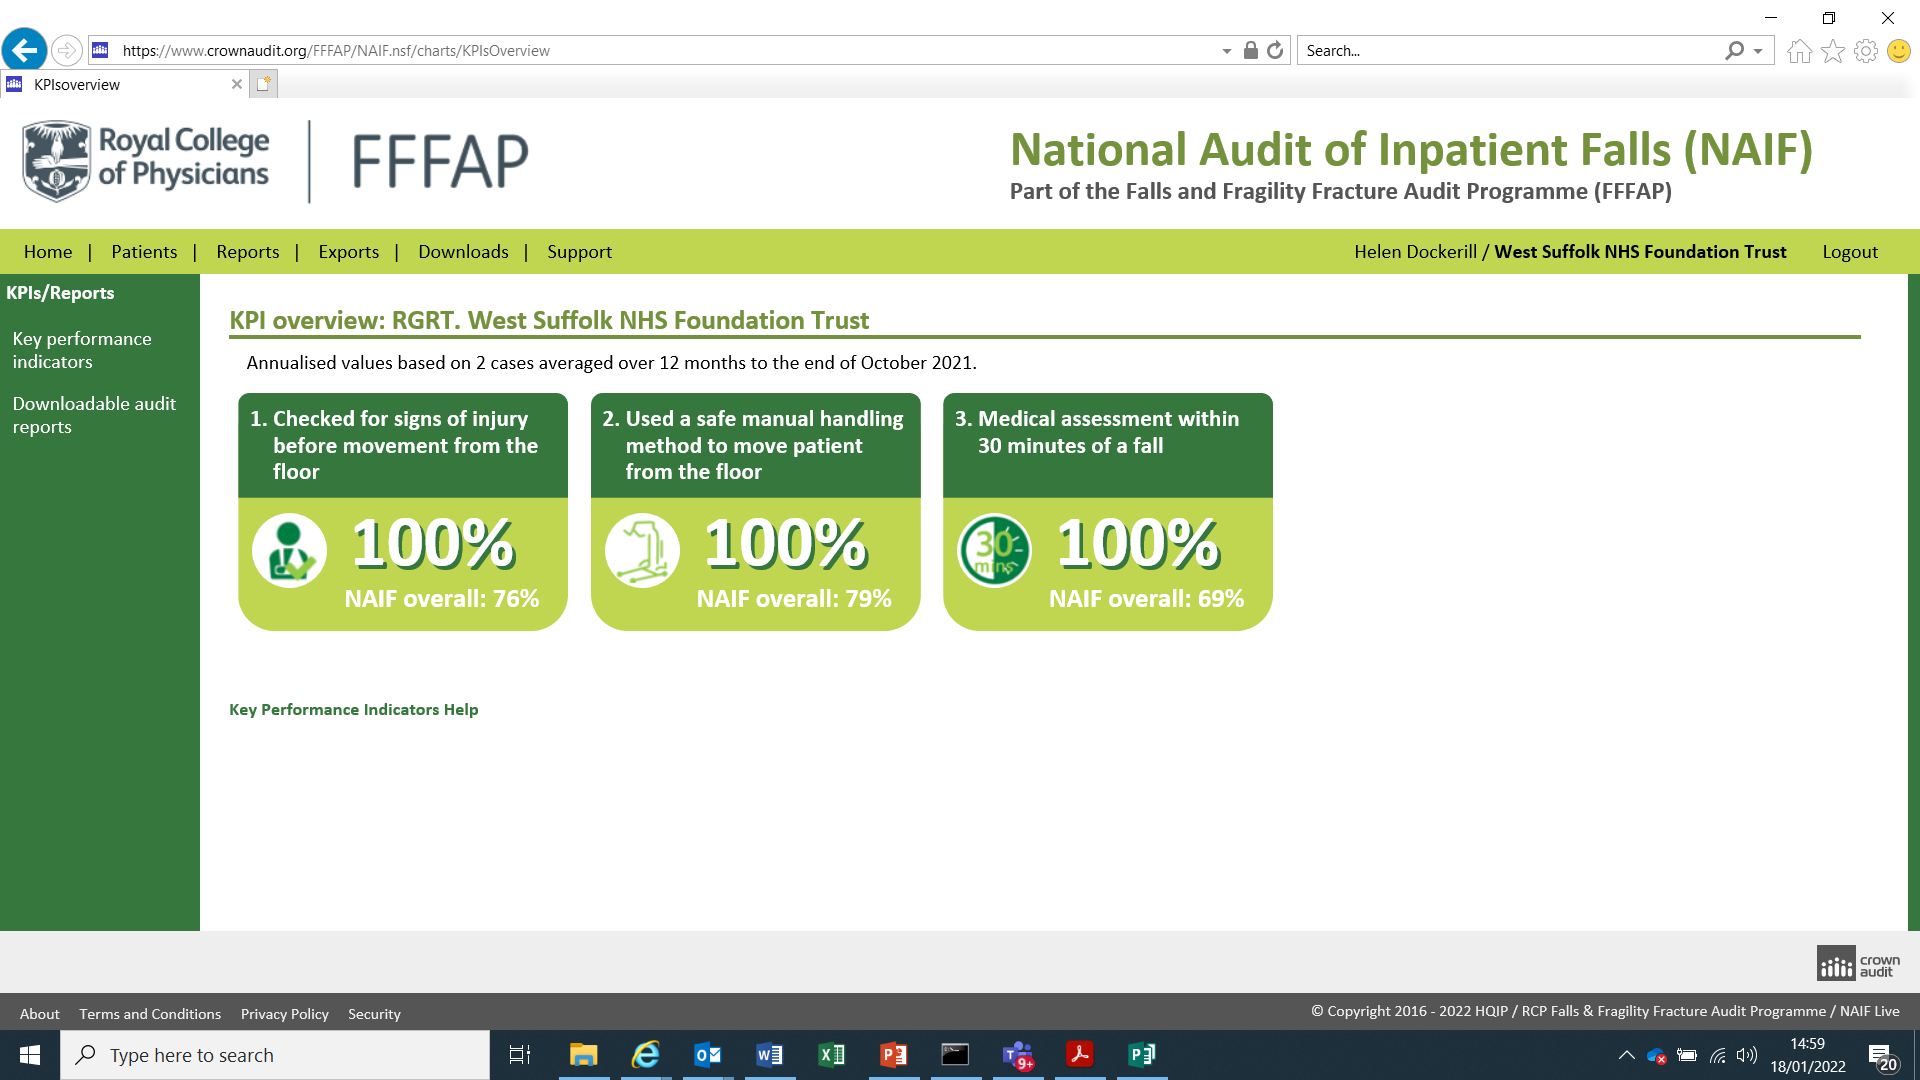 https://www.crownaudit.org/FFFAP/NAIF.nsf/charts/KPIsOverview
Search...
KPIsoverview
Royal College
of Physicians
FFFAP
National Audit of Inpatient Falls (NAIF)
Part of the Falls and Fragility Fracture Audit Programme (FFFAP)
Home | Patients | Reports | Exports | Downloads | Support
Helen Dockerill / West Suffolk NHS Foundation Trust
Logout
KPIs/Reports
Key performance
indicators
Downloadable audit
reports
KPI overview: RGRT. West Suffolk NHS Foundation Trust
Annualised values based on 2 cases averaged over 12 months to the end of October 2021.
1. Checked for signs of injury
before movement from the
floor
100%
NAIF overall: 76%
2. Used a safe manual handling
method to move patient
from the floor
100%
NAIF overall: 79%
3. Medical assessment within
30 minutes of a fall
30
mins
100%
NAIF overall: 69%
Key Performance Indicators Help
crown
audit
About
Terms and Conditions
Privacy Policy
Security
© Copyright 2016 - 2022 HQIP / RCP Falls & Fragility Fracture Audit Programme / NAIF Live
Type here to search
9+
14:59
18/01/2022
20